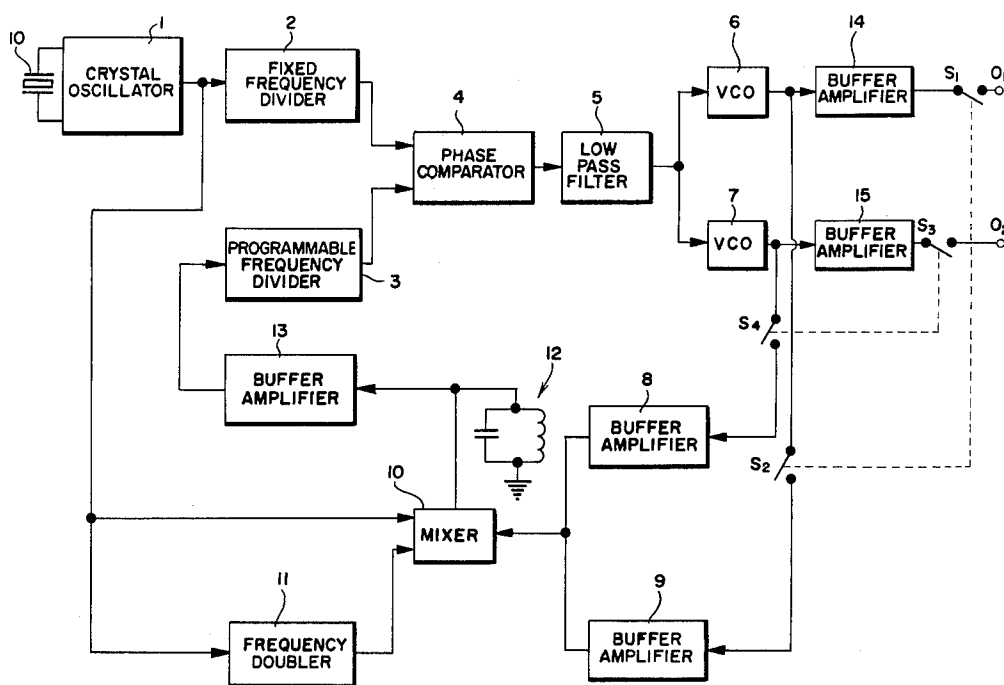 10
1
CRYSTAL
OSCILLATOR
2
FIXED
FREQUENCY
DIVIDER
4
PHASE
COMPARATOR
5
LOW
PASS
FILTER
6
VCO
14
BUFFER
AMPLIFIER
S1
O1
7
VCO
15
BUFFER
AMPLIFIER
S3
O2
PROGRAMMABLE
FREQUENCY
DIVIDER
3
S4
13
BUFFER
AMPLIFIER
12
8
BUFFER
AMPLIFIER
S2
10
MIXER
11
FREQUENCY
DOUBLER
9
BUFFER
AMPLIFIER